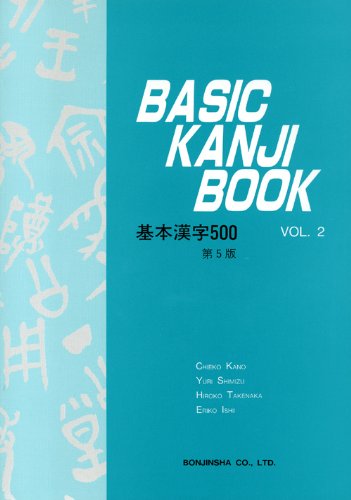 BASIC
KANJI
BOOK
基本漢字500 VOL. 2
第5版
CHIEKO KANO
YURI SHIMIZU
HIROKO TAKENAKA
ERIKO ISHII
BONJINSHA CO., LTD.